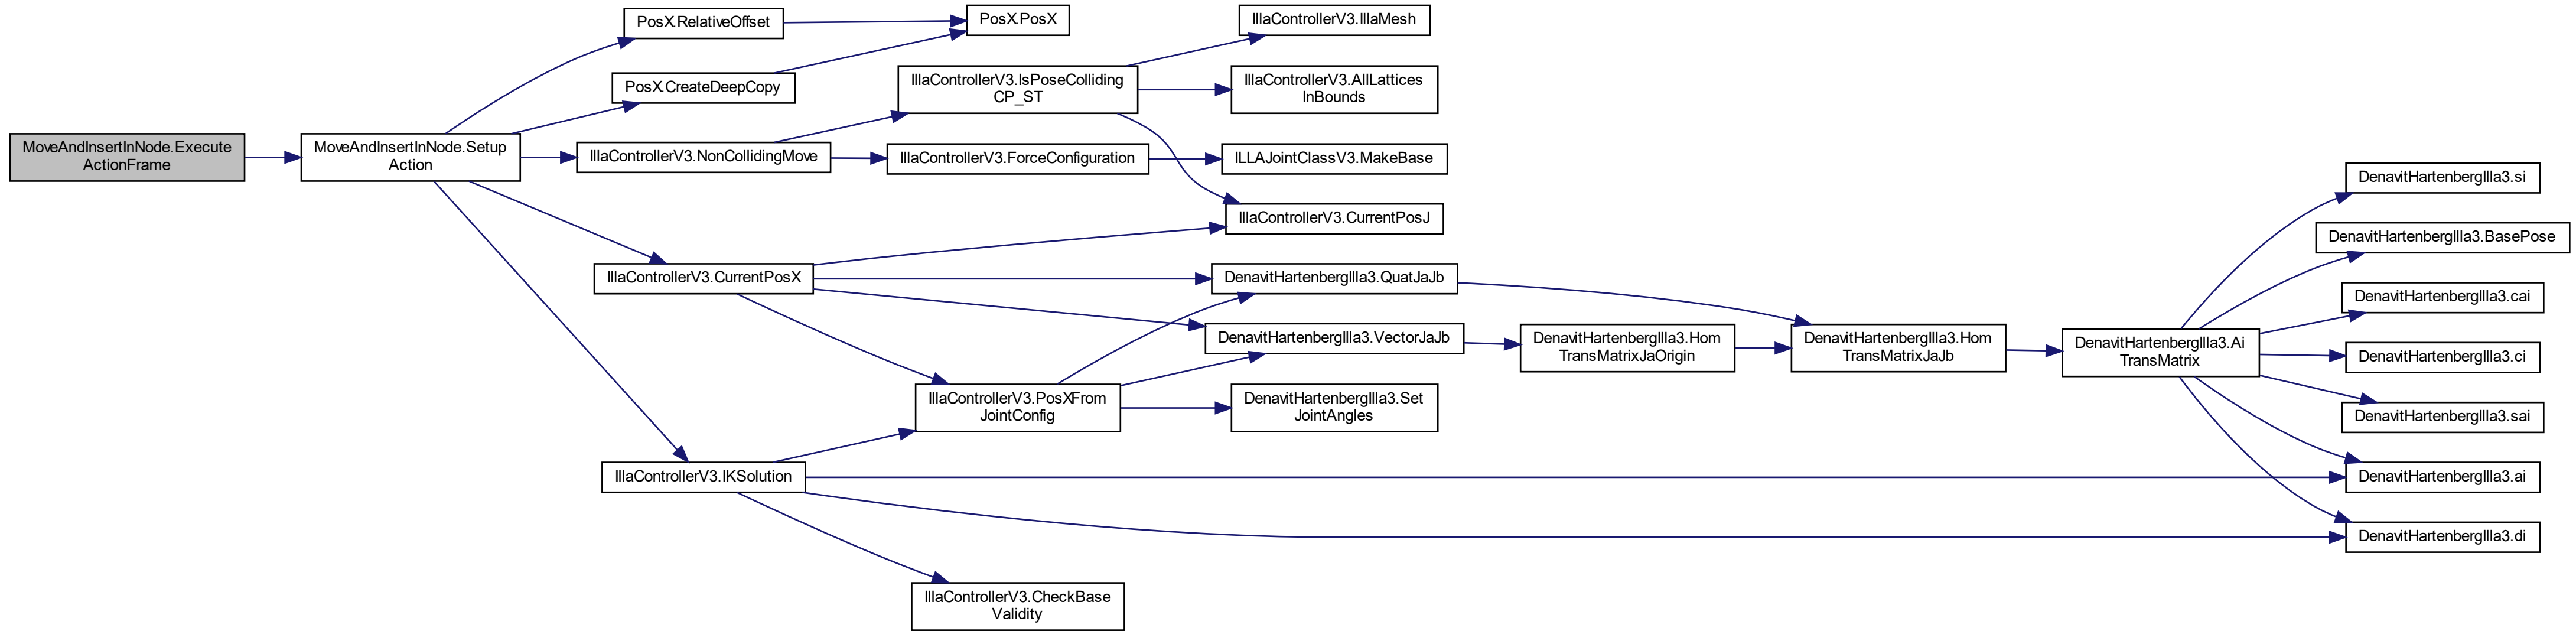 MoveAndInsertInNode.Execute
ActionFrame
MoveAndInsertInNode.Setup
Action
PosX.RelativeOffset
PosX.CreateDeepCopy
IllaControllerV3.NonCollidingMove
IllaControllerV3.CurrentPosX
IllaControllerV3.IKSolution
PosX.PosX
IllaControllerV3.IsPoseColliding
CP_ST
IllaControllerV3.ForceConfiguration
IllaControllerV3.PosXFrom
JointConfig
IllaControllerV3.CheckBase
Validity
IllaControllerV3.IllaMesh
IllaControllerV3.AllLattices
InBounds
ILLAJointClassV3.MakeBase
IllaControllerV3.CurrentPosJ
DenavitHartenbergIlla3.QuatJaJb
DenavitHartenbergIlla3.VectorJaJb
DenavitHartenbergIlla3.Set
JointAngles
DenavitHartenbergIlla3.Hom
TransMatrixJaOrigin
DenavitHartenbergIlla3.Hom
TransMatrixJaJb
DenavitHartenbergIlla3.Ai
TransMatrix
DenavitHartenbergIlla3.si
DenavitHartenbergIlla3.BasePose
DenavitHartenbergIlla3.cai
DenavitHartenbergIlla3.ci
DenavitHartenbergIlla3.sai
DenavitHartenbergIlla3.ai
DenavitHartenbergIlla3.di